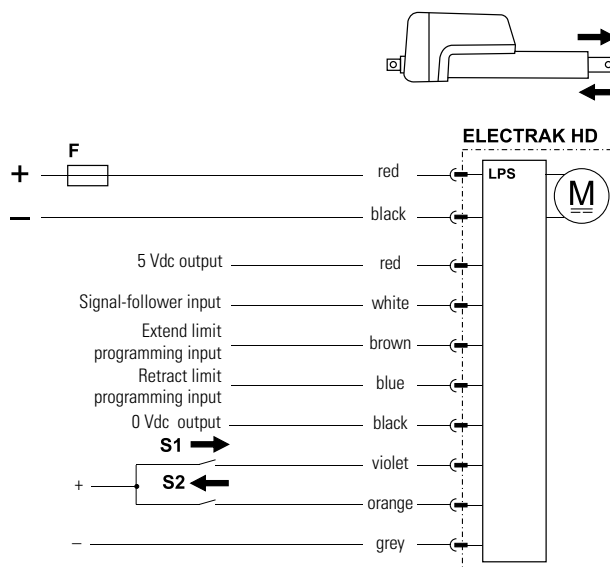 ELECTRAK HD
F
+
red
LPS
M
–
black
5 Vdc output
red
Signal-follower input
white
Extend limit
programming input
brown
Retract limit
programming input
blue
0 Vdc output
black
S1
violet
+
S2
orange
–
grey